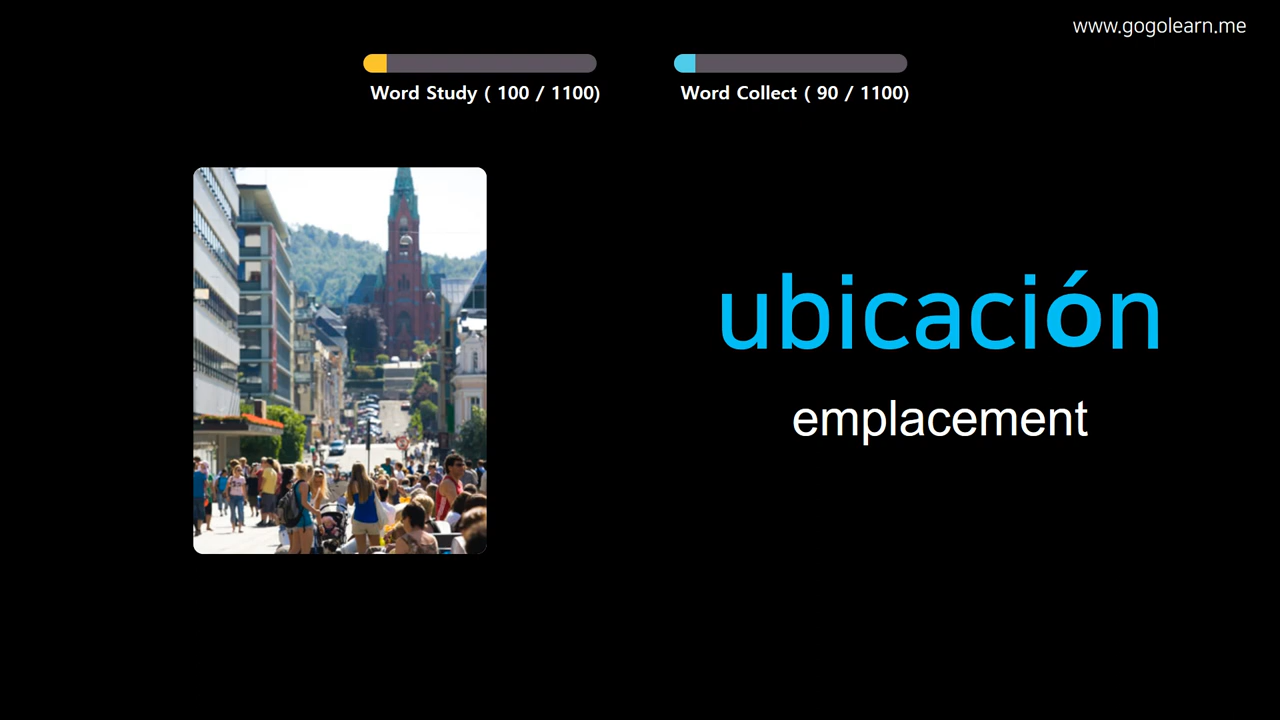 www.gogolearn.me
Word Study ( 100 / 1100)
Word Collect ( 90 / 1100)
ubicación
emplacement